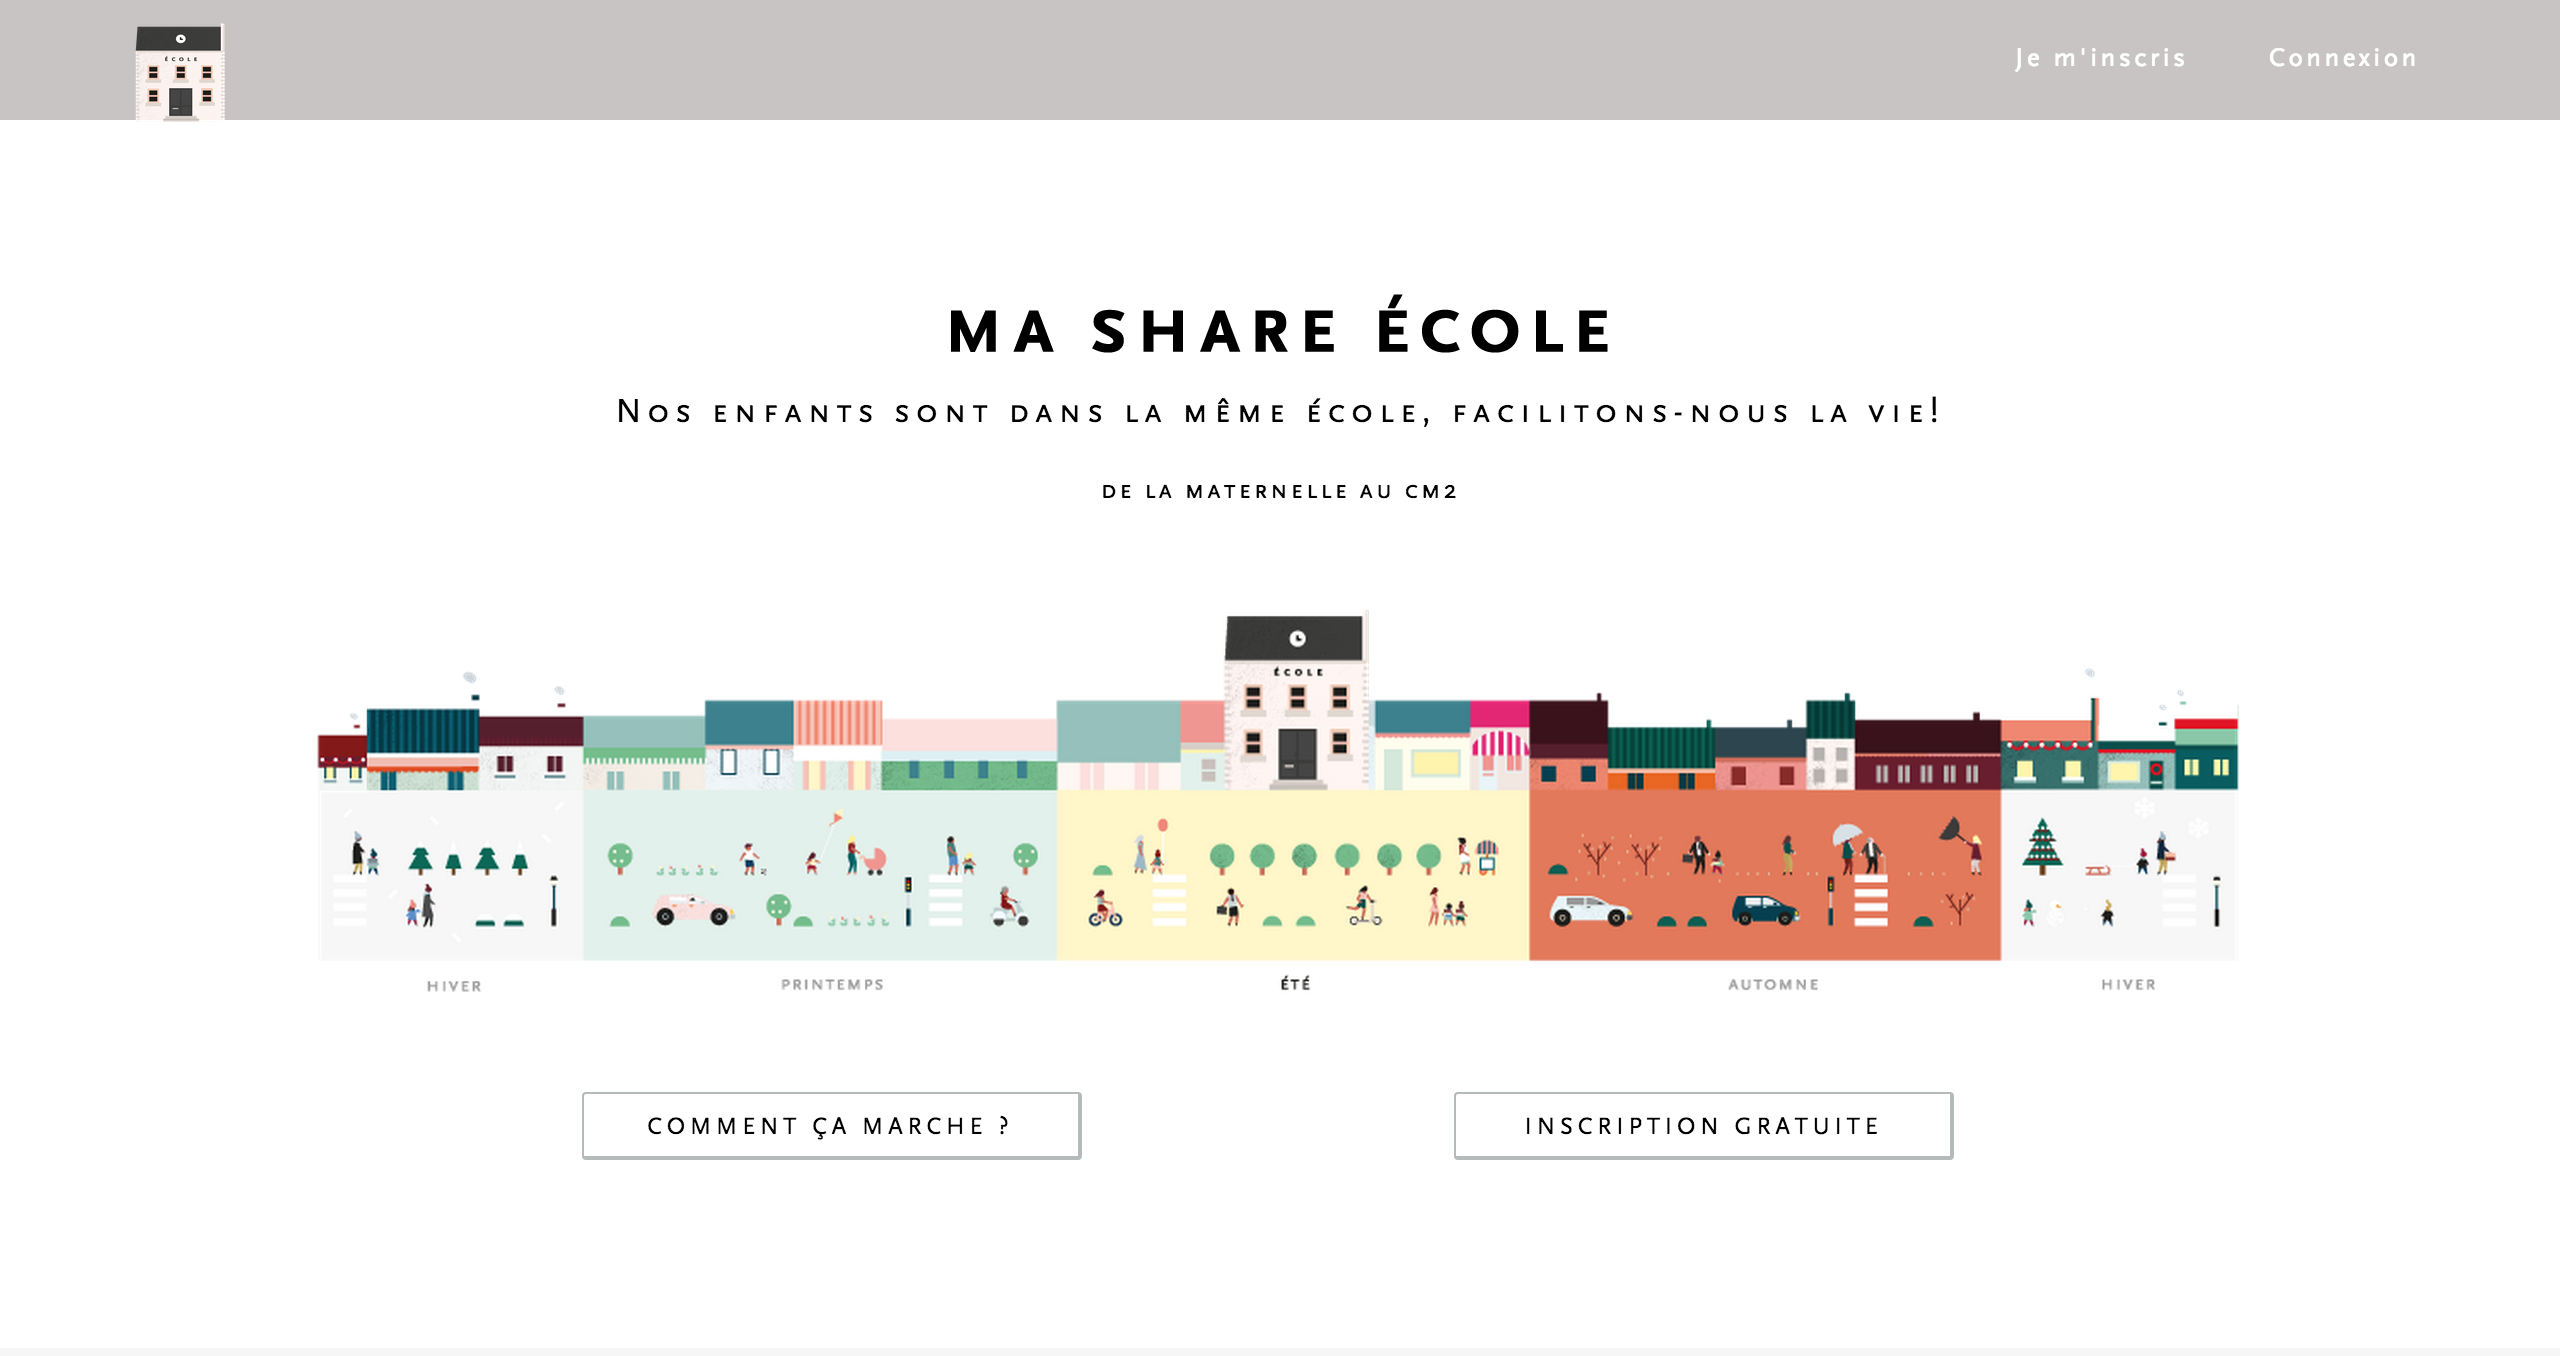 ÉCOLE
Je m'inscris
Connexion
MA SHARE ÉCOLE
Nos enfants sont dans la même école, facilitons-nous la vie!
DE LA MATERNELLE AU CM2
ÉCOLE
HIVER
PRINTEMPS
ÉTÉ
AUTOMNE
HIVER
COMMENT ÇA MARCHE ?
INSCRIPTION GRATUITE